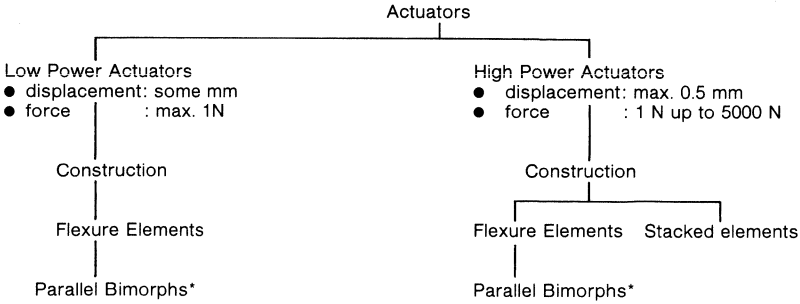 Actuators
Low Power Actuators
● displacement: some mm
● force : max. 1N
High Power Actuators
● displacement: max. 0.5 mm
● force : 1 N up to 5000 N
Construction
Construction
Flexure Elements
Flexure Elements
Stacked elements
Parallel Bimorphs*
Parallel Bimorphs*